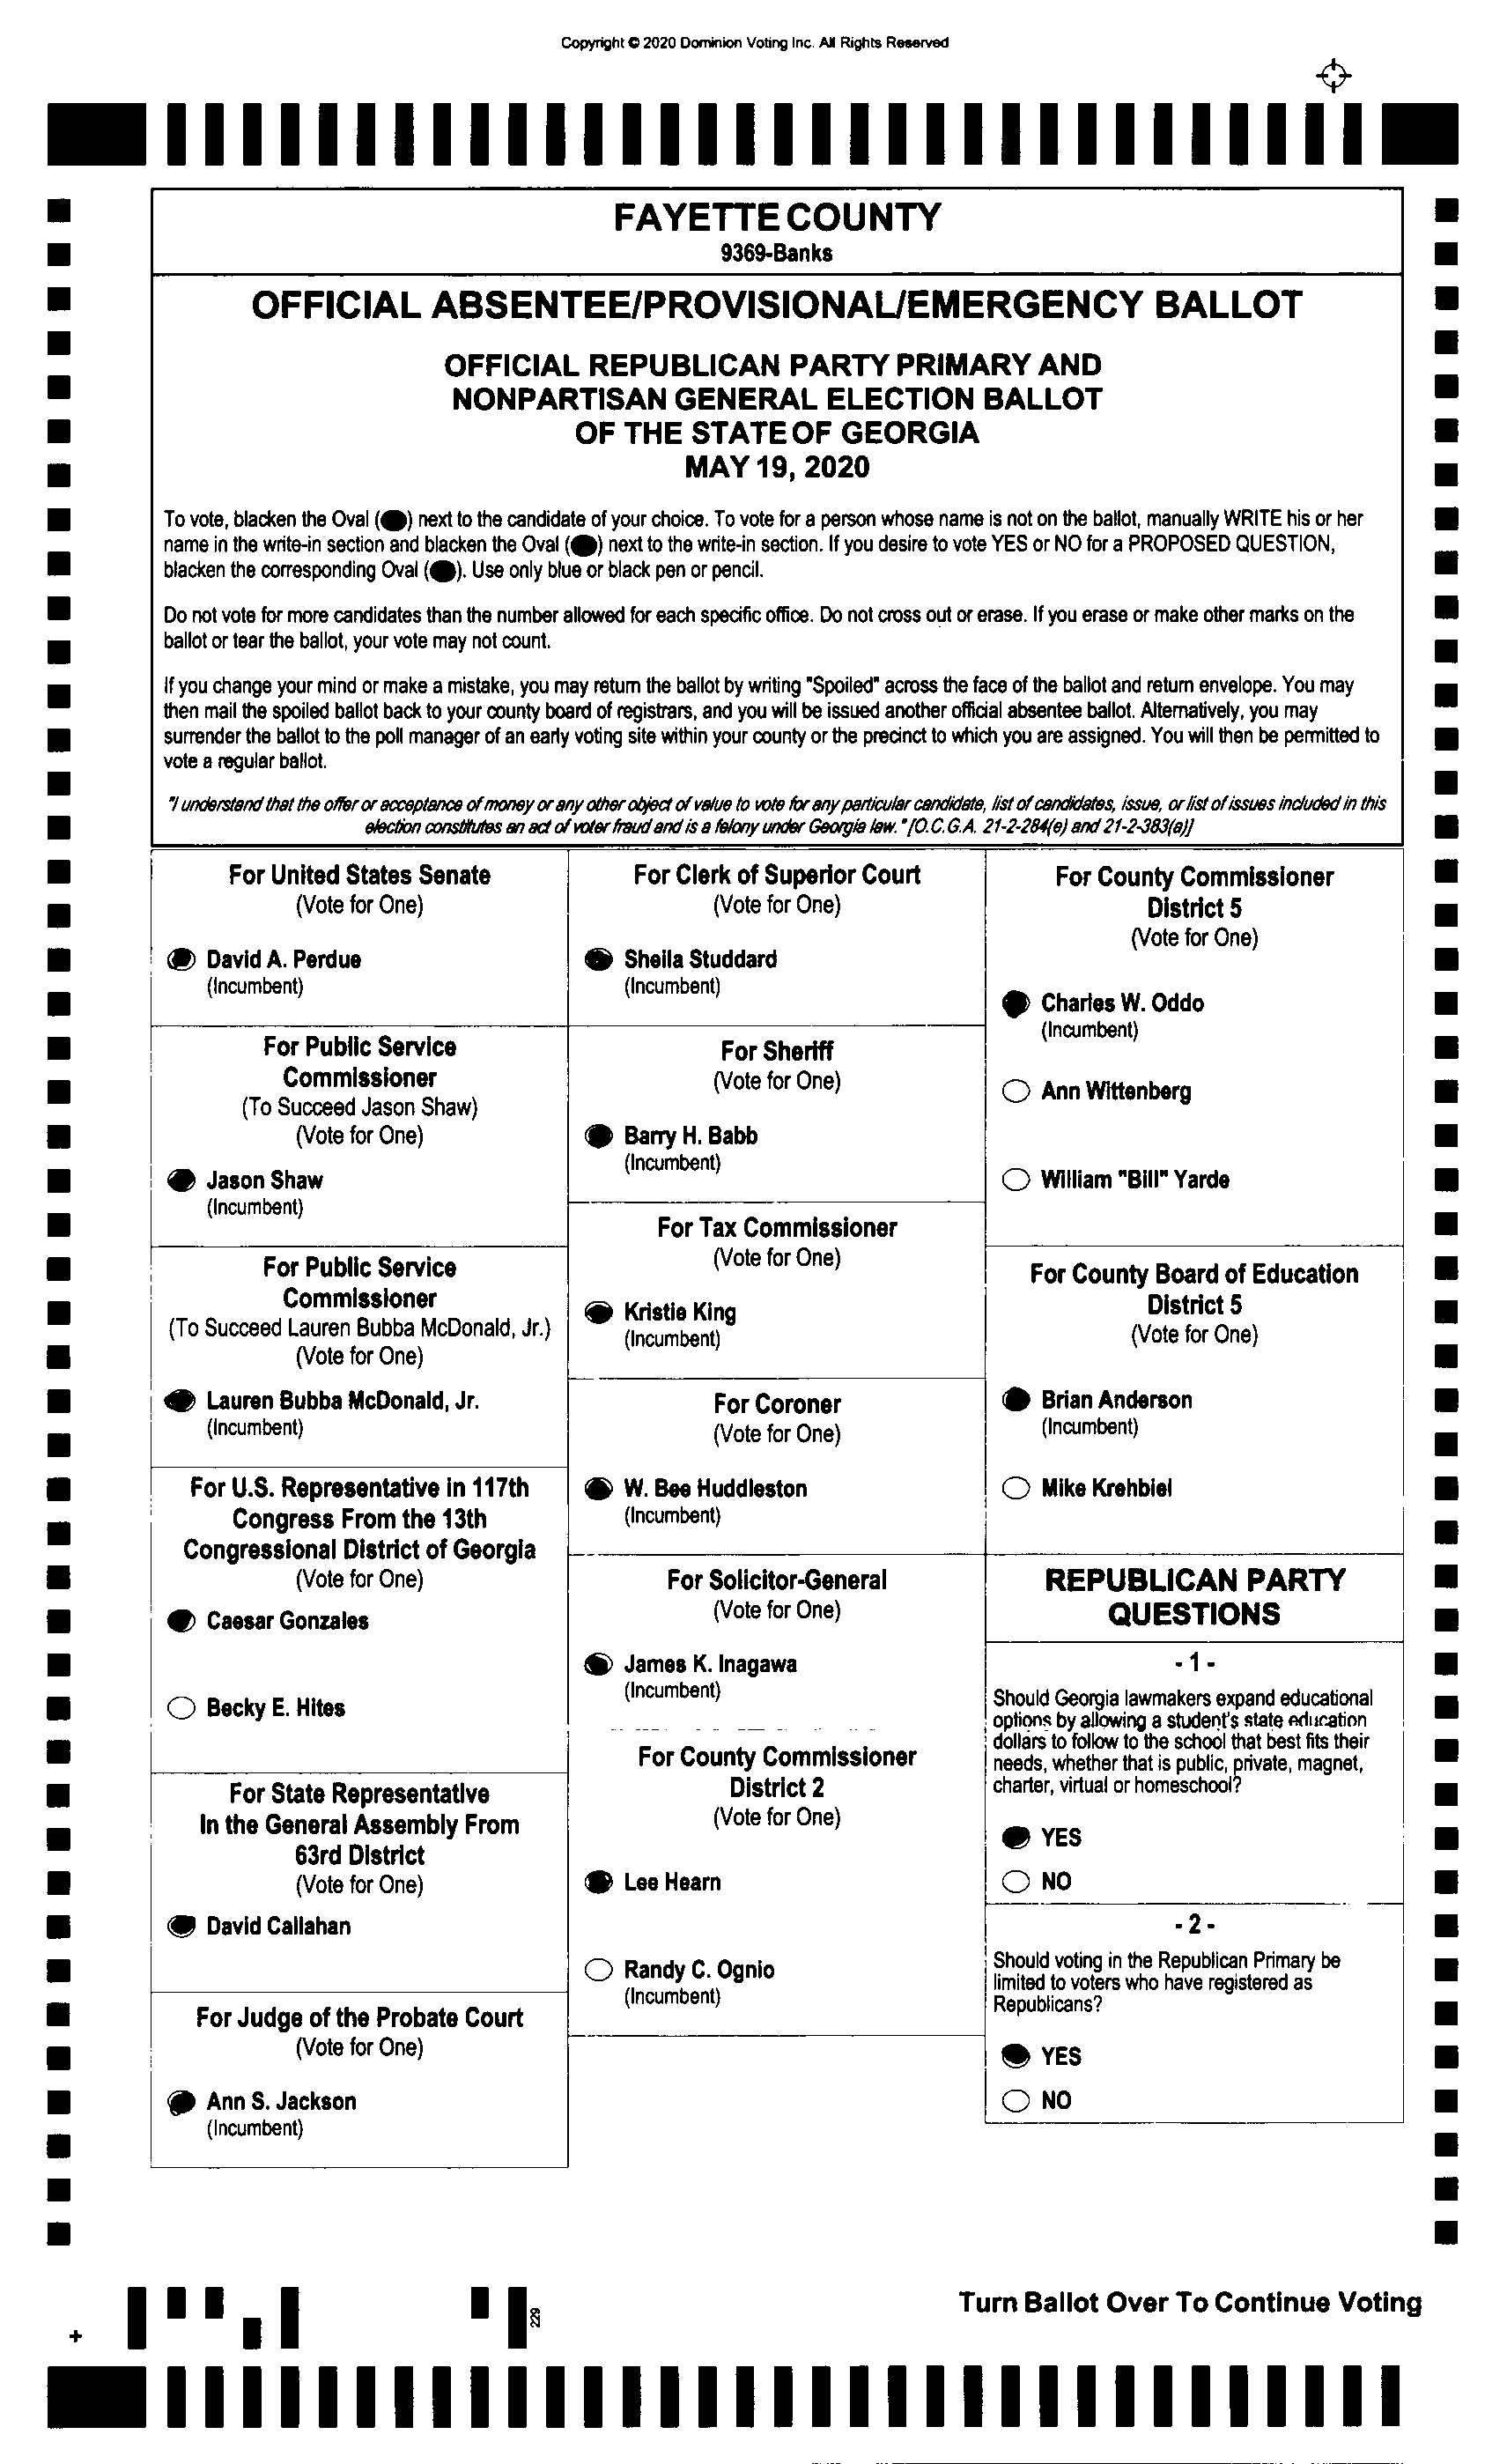 Copyright © 2020 Dominion Voting Inc. All Rights Reserved
FAYETTE COUNTY
9369-Banks
OFFICIAL ABSENTEE/PROVISIONAL/EMERGENCY BALLOT
OFFICIAL REPUBLICAN PARTY PRIMARY AND
NONPARTISAN GENERAL ELECTION BALLOT
OF THE STATE OF GEORGIA
MAY 19, 2020
To vote, blacken the Oval (⬬) next to the candidate of your choice. To vote for a person whose name is not on the ballot, manually WRITE his or her
name in the write-in section and blacken the Oval (⬬) next to the write-in section. If you desire to vote YES or NO for a PROPOSED QUESTION,
blacken the corresponding Oval (⬬). Use only blue or black pen or pencil.
Do not vote for more candidates than the number allowed for each specific office. Do not cross out or erase. If you erase or make other marks on the
ballot or tear the ballot, your vote may not count.
If you change your mind or make a mistake, you may return the ballot by writing "Spoiled" across the face of the ballot and return envelope. You may
then mail the spoiled ballot back to your county board of registrars, and you will be issued another official absentee ballot. Alternatively, you may
surrender the ballot to the poll manager of an early voting site within your county or the precinct to which you are assigned. You will then be permitted to
vote a regular ballot.
"I understand that the offer or acceptance of money or any other object of value to vote for any particular candidate, list of candidates, issue, or list of issues included in this
election constitutes an act of voter fraud and is a felony under Georgia law." [O.C.G.A. 21-2-284(e) and 21-2-383(a)]
For United States Senate
(Vote for One)
David A. Perdue
(Incumbent)
For Public Service
Commissioner
(To Succeed Jason Shaw)
(Vote for One)
Jason Shaw
(Incumbent)
For Public Service
Commissioner
(To Succeed Lauren Bubba McDonald, Jr.)
(Vote for One)
Lauren Bubba McDonald, Jr.
(Incumbent)
For U.S. Representative in 117th
Congress From the 13th
Congressional District of Georgia
(Vote for One)
Caesar Gonzales
Becky E. Hites
For State Representative
In the General Assembly From
63rd District
(Vote for One)
David Callahan
For Judge of the Probate Court
(Vote for One)
Ann S. Jackson
(Incumbent)
For Clerk of Superior Court
(Vote for One)
Sheila Studdard
(Incumbent)
For Sheriff
(Vote for One)
Barry H. Babb
(Incumbent)
For Tax Commissioner
(Vote for One)
Kristie King
(Incumbent)
For Coroner
(Vote for One)
W. Bee Huddleston
(Incumbent)
For Solicitor-General
(Vote for One)
James K. Inagawa
(Incumbent)
For County Commissioner
District 2
(Vote for One)
Lee Hearn
Randy C. Ognio
(Incumbent)
For County Commissioner
District 5
(Vote for One)
Charles W. Oddo
(Incumbent)
Ann Wittenberg
William "Bill" Yarde
For County Board of Education
District 5
(Vote for One)
Brian Anderson
(Incumbent)
Mike Krehbiel
REPUBLICAN PARTY
QUESTIONS
- 1 -
Should Georgia lawmakers expand educational
options by allowing a student's state education
dollars to follow to the school that best fits their
needs, whether that is public, private, magnet,
charter, virtual or homeschool?
YES
NO
- 2 -
Should voting in the Republican Primary be
limited to voters who have registered as
Republicans?
YES
NO
229
Turn Ballot Over To Continue Voting